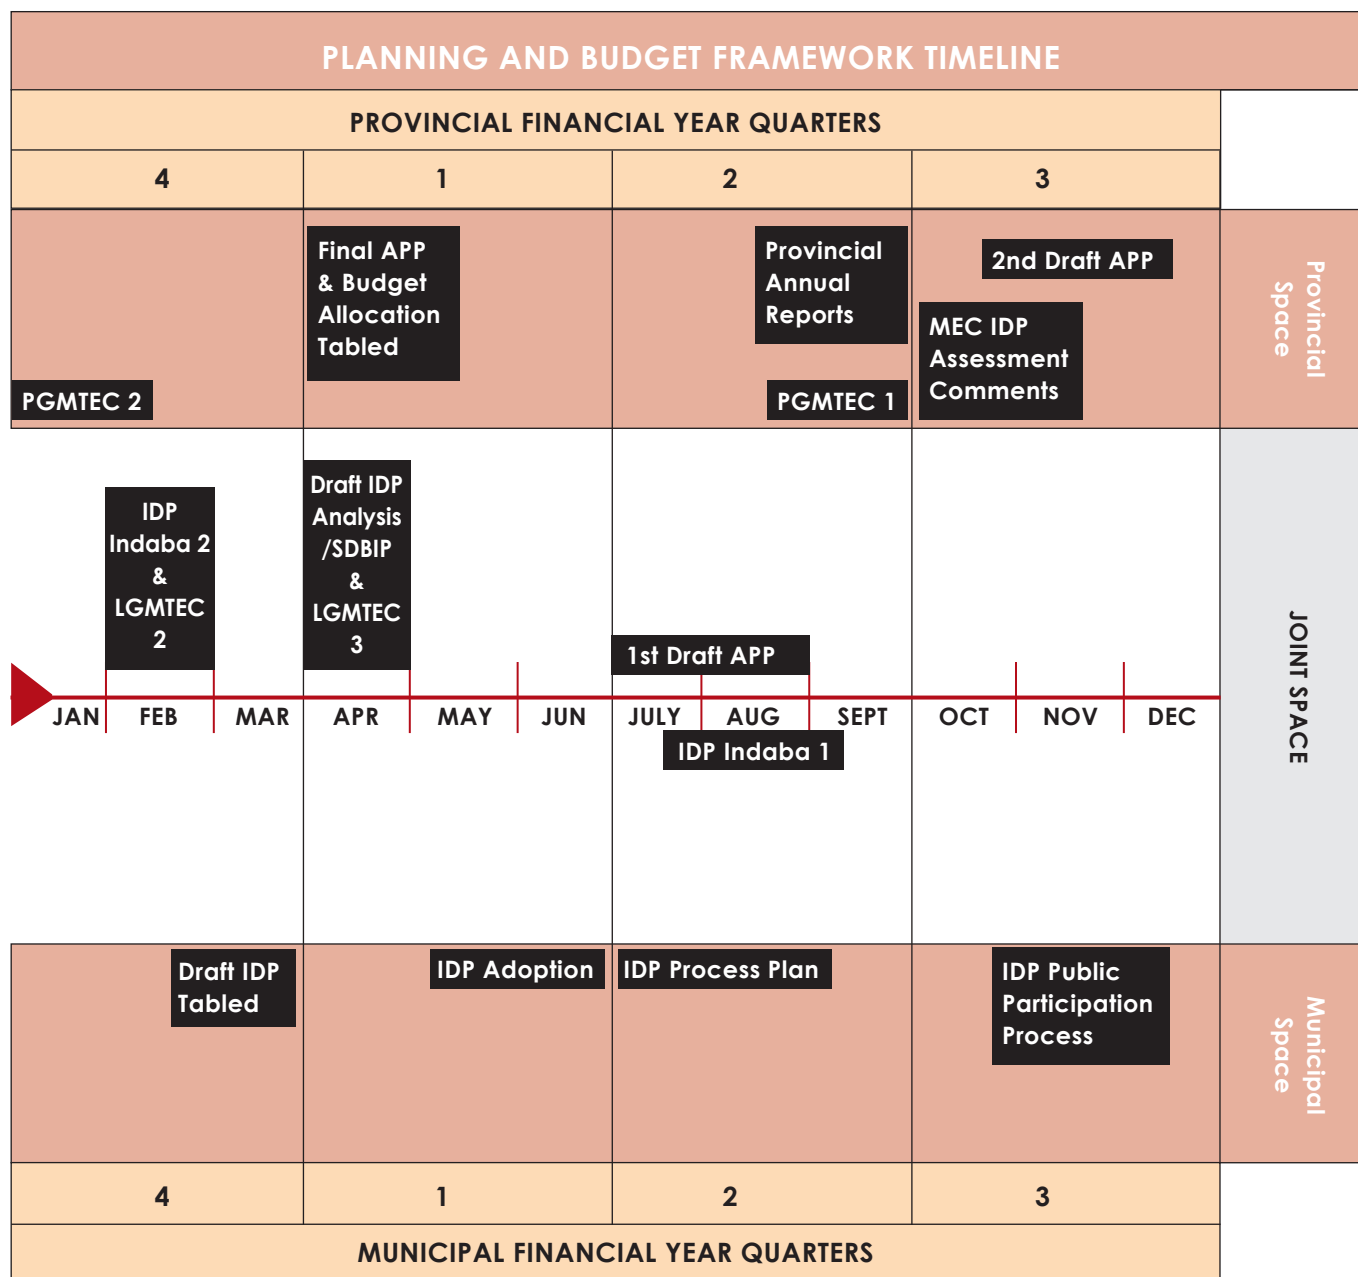 PLANNING AND BUDGET FRAMEWORK TIMELINE
PROVINCIAL FINANCIAL YEAR QUARTERS
4
1
2
3
Final APP
& Budget
Allocation
Tabled
Provincial
Annual
Reports
2nd Draft APP
MEC IDP
Assessment
Comments
PGMTEC 2
PGMTEC 1
Provincial
Space
IDP
Indaba 2
&
LGMTEC
2
Draft IDP
Analysis
/SDBIP
&
LGMTEC
3
1st Draft APP
JAN
FEB
MAR
APR
MAY
JUN
JULY
AUG
SEPT
OCT
NOV
DEC
IDP Indaba 1
JOINT SPACE
Draft IDP
Tabled
IDP Adoption
IDP Process Plan
IDP Public
Participation
Process
Municipal
Space
4
1
2
3
MUNICIPAL FINANCIAL YEAR QUARTERS